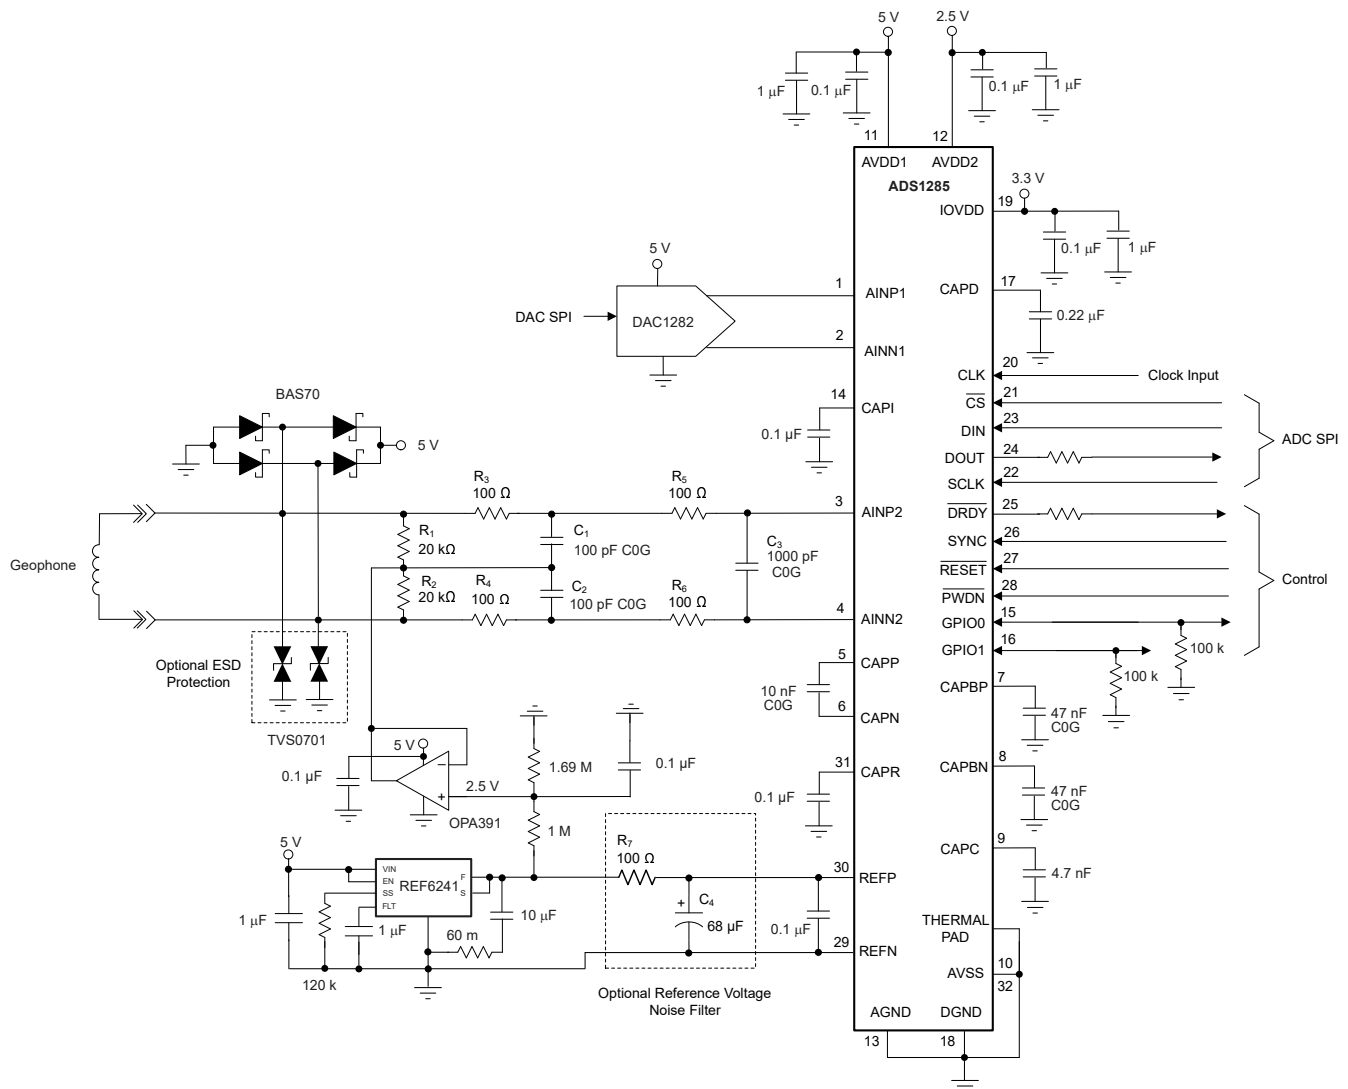 5 V
2.5 V
1 µF
0.1 µF
0.1 µF
1 µF
11
12
AVDD1
AVDD2
ADS1285
3.3 V
IOVDD
19
0.1 µF
1 µF
5 V
DAC SPI
DAC1282
1
AINP1
2
AINN1
CAPD
17
0.22 µF
CLK
20
Clock Input
CS
21
DIN
23
DOUT
24
SCLK
22
ADC SPI
14
CAPI
0.1 µF
BAS70
5 V
R3
100 Ω
R5
100 Ω
3
AINP2
R1
20 kΩ
C1
100 pF C0G
C3
1000 pF
C0G
Geophone
R2
20 kΩ
R4
100 Ω
C2
100 pF C0G
R6
100 Ω
4
AINN2
DRDY
25
SYNC
26
RESET
27
PWDN
28
GPIO0
15
GPIO1
16
Control
100 k
100 k
Optional ESD
Protection
TVS0701
5
CAPP
10 nF
C0G
6
CAPN
CAPBP
7
47 nF
C0G
CAPBN
8
47 nF
C0G
5 V
0.1 µF
2.5 V
OPA391
1.69 M
0.1 µF
1 M
31
CAPR
0.1 µF
CAPC
9
4.7 nF
5 V
1 µF
VIN
EN
SS
FLT
REF6241
F
S
1 µF
120 k
10 µF
60 m
R7
100 Ω
C4
+
68 µF
0.1 µF
30
REFP
29
REFN
Optional Reference Voltage
Noise Filter
THERMAL
PAD
AVSS
10
32
AGND
DGND
13
18
−
+